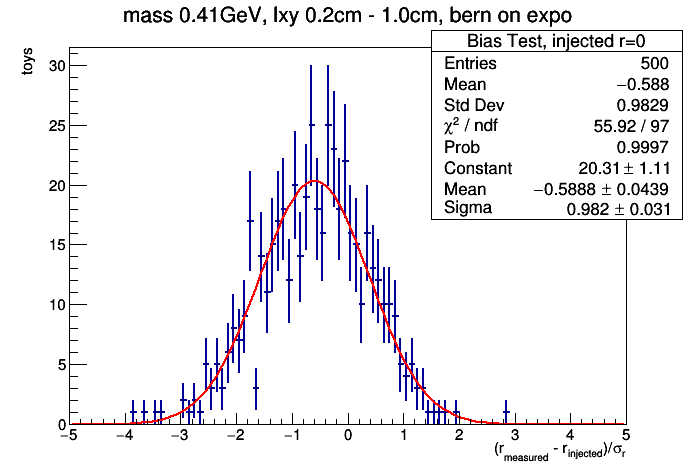 mass 0.41GeV, lxy 0.2cm - 1.0cm, bern on expo
Bias Test, injected r=0
Entries 500
Mean −0.588
Std Dev 0.9829
χ² / ndf 55.92 / 97
Prob 0.9997
Constant 20.31 ± 1.11
Mean −0.5888 ± 0.0439
Sigma 0.982 ± 0.031
toys
30
25
20
15
10
5
0
−5 −4 −3 −2 −1 0 1 2 3 4 5
(r_measured - r_injected)/σ_r